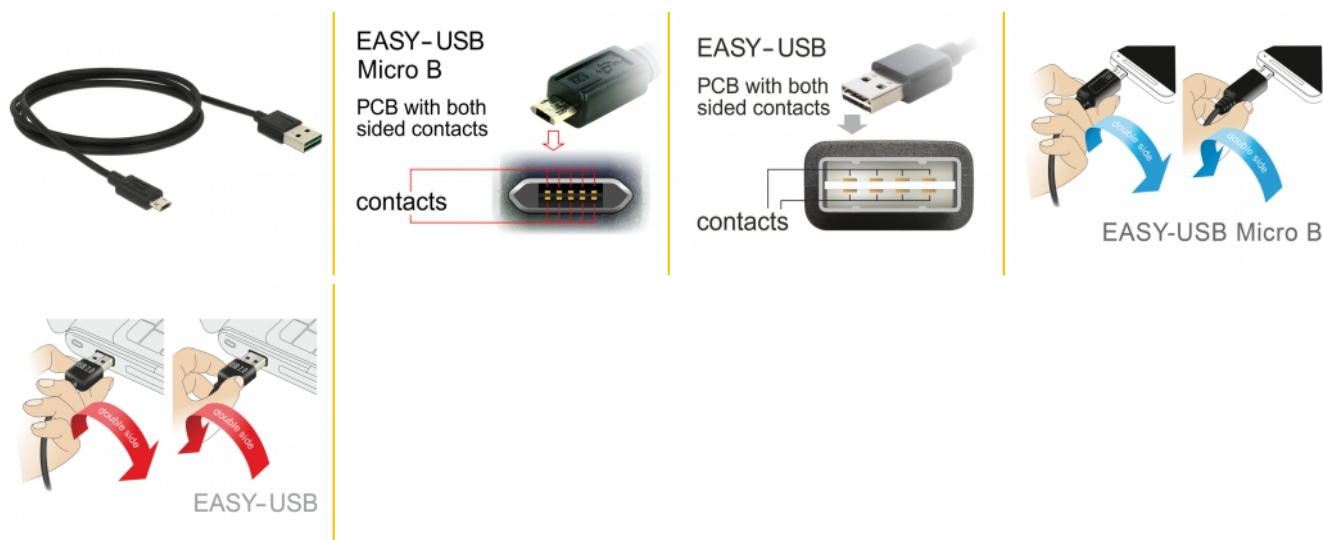 EASY-USB
Micro B
PCB with both
sided contacts
contacts
EASY-USB
PCB with both
sided contacts
contacts
double side
double side
EASY-USB Micro B
double side
double side
EASY-USB